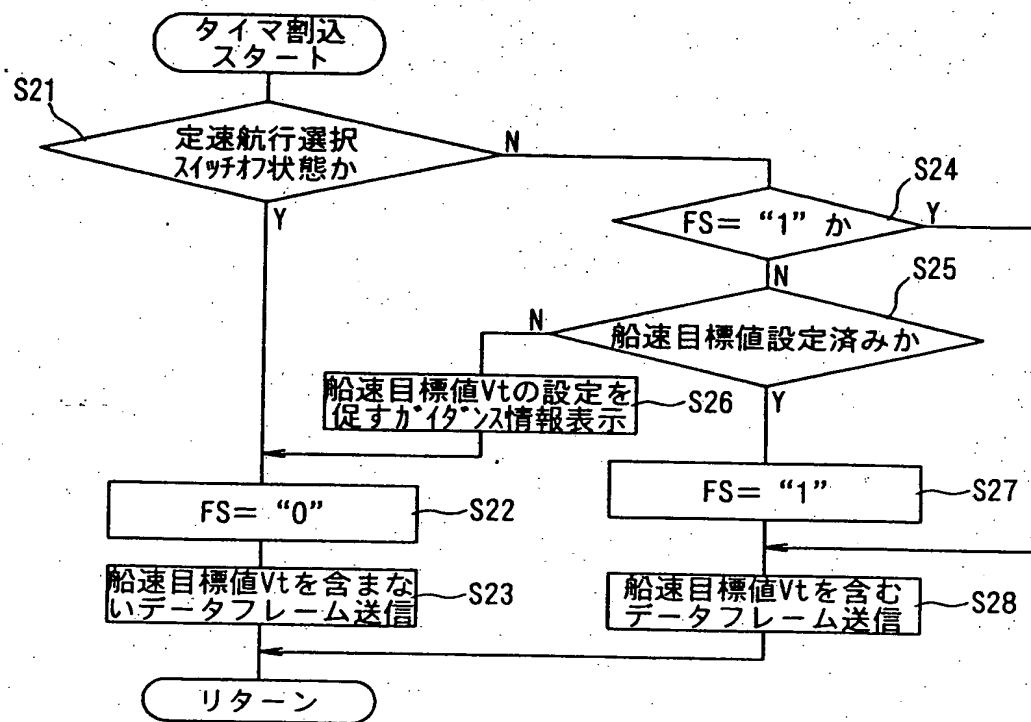 タイマ割込
スタート
S21
定速航行選択
スイッチオフ状態か
N
Y
S24
FS= “1” か
Y
N
S25
船速目標値設定済みか
N
Y
船速目標値Vtの設定を
促すガイダンス情報表示
S26
FS= “0”
S22
FS= “1”
S27
船速目標値Vtを含まな
いデータフレーム送信
S23
船速目標値Vtを含む
データフレーム送信
S28
リターン